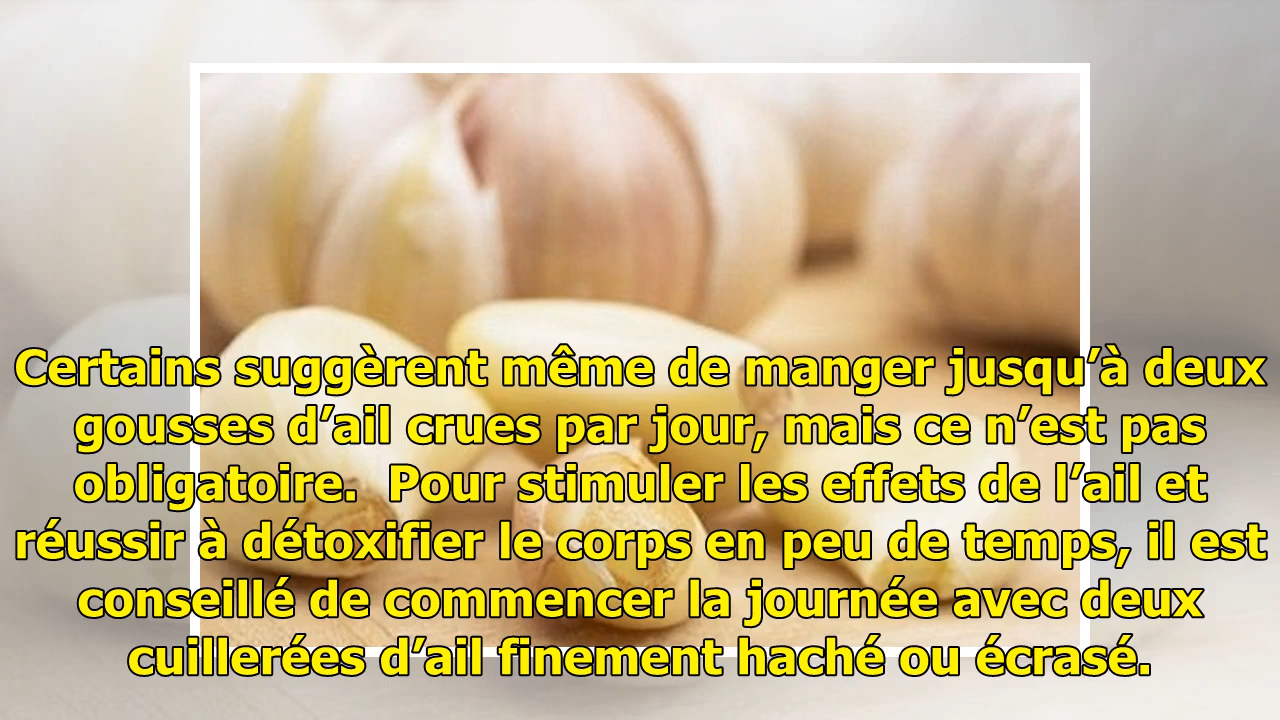 Certains suggèrent même de manger jusqu’à deux
gousses d’ail crues par jour, mais ce n’est pas
obligatoire.  Pour stimuler les effets de l’ail et
réussir à détoxifier le corps en peu de temps, il est
conseillé de commencer la journée avec deux
cuillerées d’ail finement haché ou écrasé.